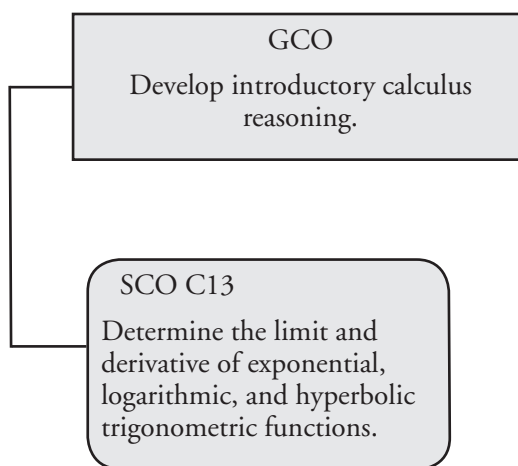 GCO
Develop introductory calculus
reasoning.
SCO C13
Determine the limit and
derivative of exponential,
logarithmic, and hyperbolic
trigonometric functions.